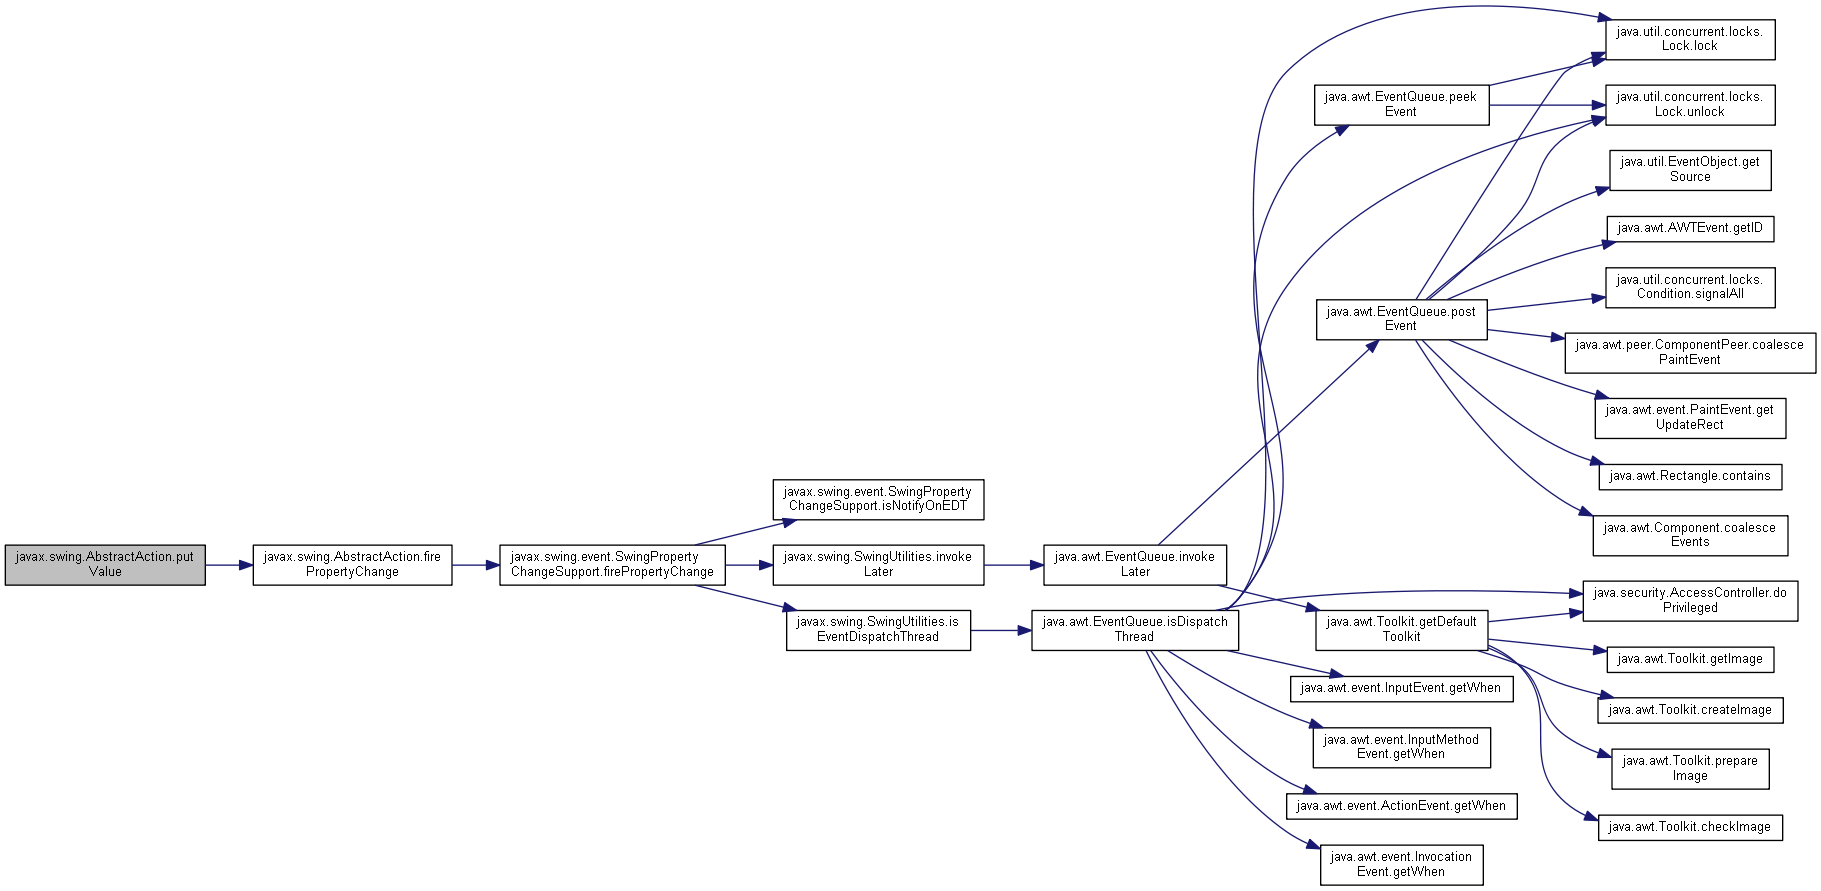 javax.swing.AbstractAction.put
Value
javax.swing.AbstractAction.fire
PropertyChange
javax.swing.event.SwingProperty
ChangeSupport.firePropertyChange
javax.swing.event.SwingProperty
ChangeSupport.isNotifyOnEDT
javax.swing.SwingUtilities.invoke
Later
javax.swing.SwingUtilities.is
EventDispatchThread
java.awt.EventQueue.invoke
Later
java.awt.EventQueue.isDispatch
Thread
java.awt.EventQueue.peek
Event
java.awt.EventQueue.post
Event
java.awt.Toolkit.getDefault
Toolkit
java.awt.event.InputEvent.getWhen
java.awt.event.InputMethod
Event.getWhen
java.awt.event.ActionEvent.getWhen
java.awt.event.Invocation
Event.getWhen
java.util.concurrent.locks.
Lock.lock
java.util.concurrent.locks.
Lock.unlock
java.util.EventObject.get
Source
java.awt.AWTEvent.getID
java.util.concurrent.locks.
Condition.signalAll
java.awt.peer.ComponentPeer.coalesce
PaintEvent
java.awt.event.PaintEvent.get
UpdateRect
java.awt.Rectangle.contains
java.awt.Component.coalesce
Events
java.security.AccessController.do
Privileged
java.awt.Toolkit.getImage
java.awt.Toolkit.createImage
java.awt.Toolkit.prepare
Image
java.awt.Toolkit.checkImage